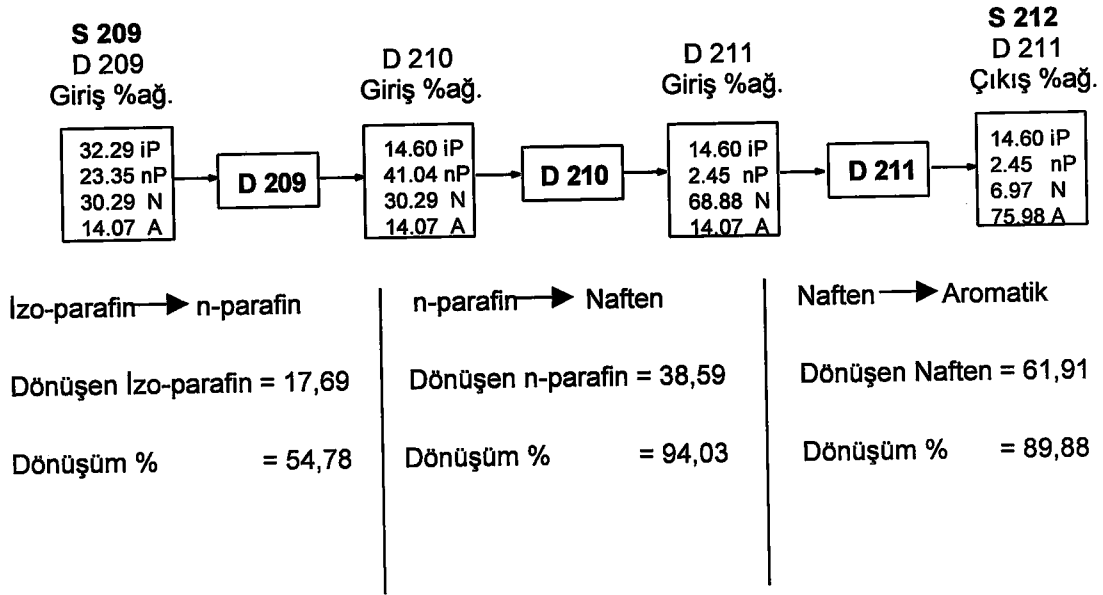 S 209
D 209
Giriş %ağ.
D 210
Giriş %ağ.
D 211
Giriş %ağ.
S 212
D 211
Çıkış %ağ.
32.29 iP
23.35 nP
30.29 N
14.07 A
D 209
14.60 iP
41.04 nP
30.29 N
14.07 A
D 210
14.60 iP
2.45 nP
68.88 N
14.07 A
D 211
14.60 iP
2.45 nP
6.97 N
75.98 A
İzo-parafin n-parafin
Dönüşen İzo-parafin = 17,69
Dönüşüm % = 54,78
n-parafin Naften
Dönüşen n-parafin = 38,59
Dönüşüm % = 94,03
Naften Aromatik
Dönüşen Naften = 61,91
Dönüşüm % = 89,88